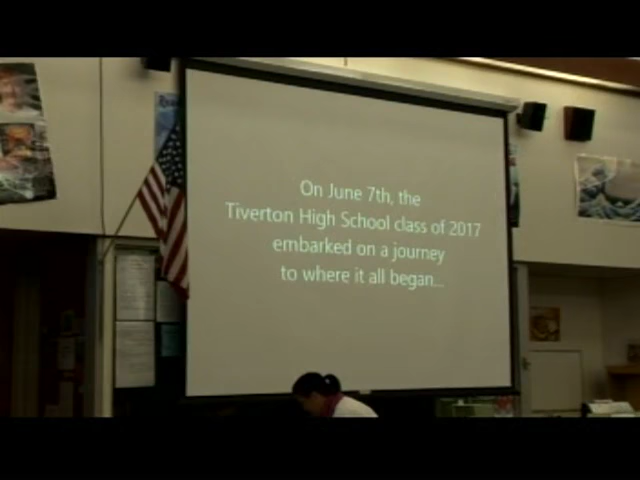 On June 7th, the
Tiverton High School class of 2017
embarked on a journey
to where it all began...